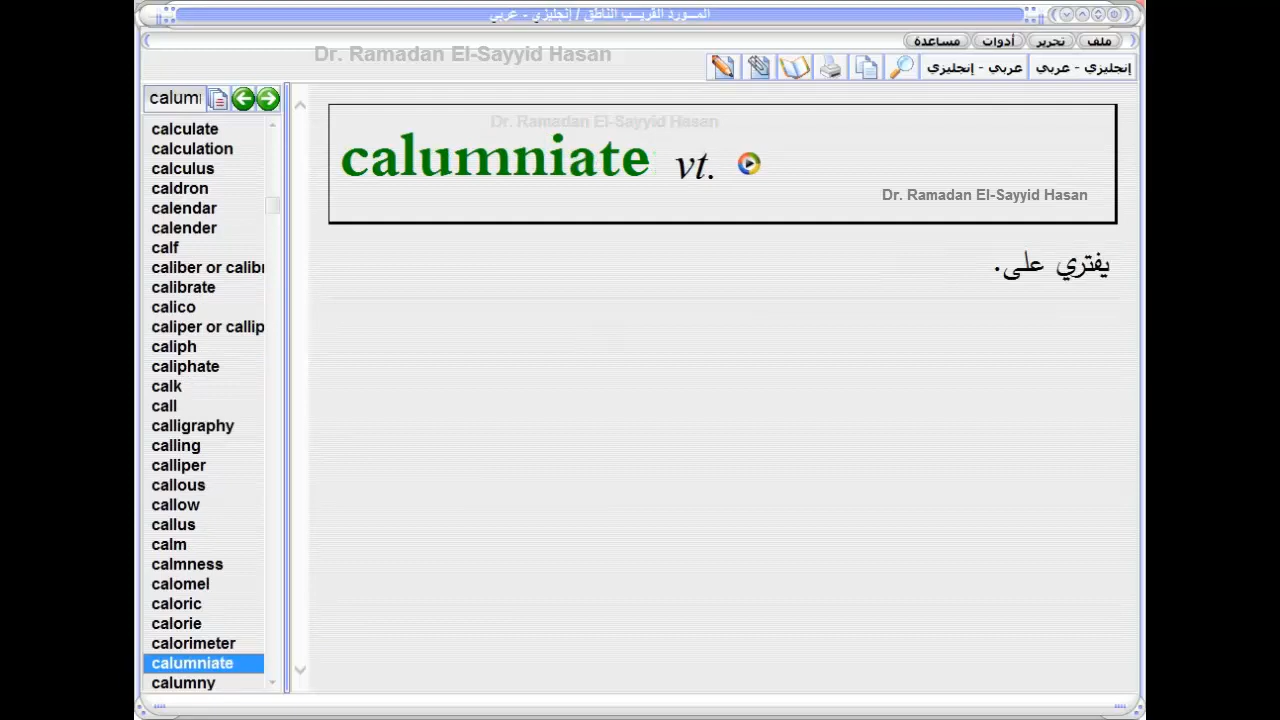 المـــورد القريــب الناطق / إنجليزي - عربي
ملف تحرير أدوات مساعدة
Dr. Ramadan El-Sayyid Hasan
إنجليزي - عربي عربي - إنجليزي
calumi
Dr. Ramadan El-Sayyid Hasan
calumniate vt.
Dr. Ramadan El-Sayyid Hasan
يفتري على.
calculate
calculation
calculus
caldron
calendar
calender
calf
caliber or calibr
calibrate
calico
caliper or callip
caliph
caliphate
calk
call
calligraphy
calling
calliper
callous
callow
callus
calm
calmness
calomel
caloric
calorie
calorimeter
calumniate
calumny